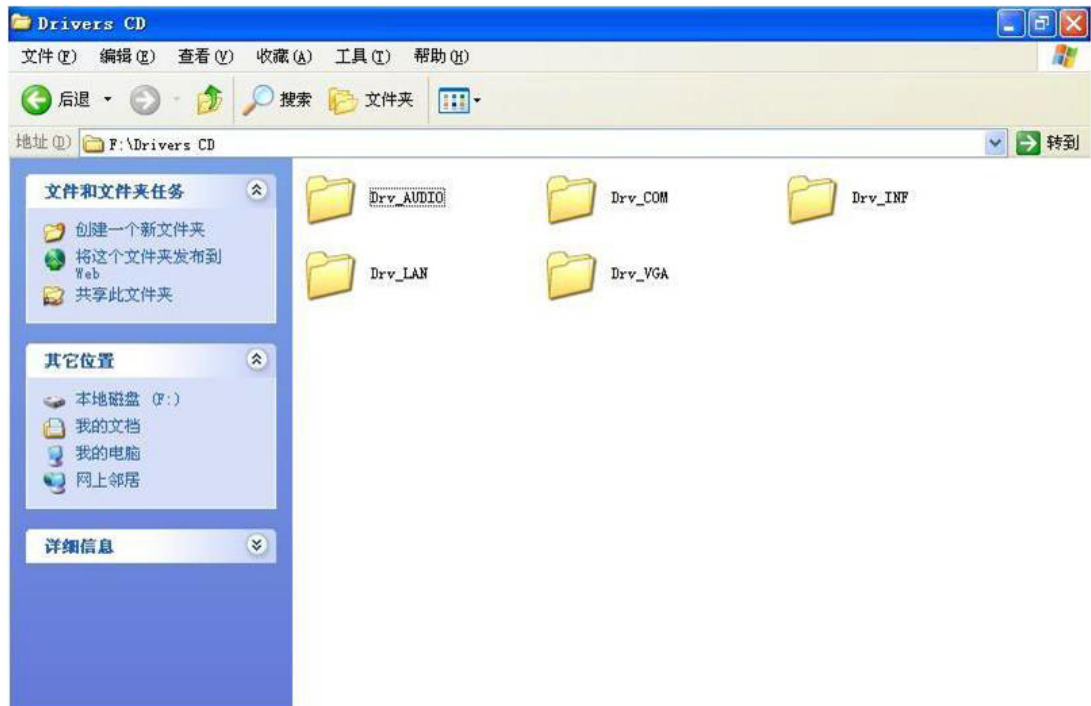 Drivers CD
文件(F) 编辑(E) 查看(V) 收藏(A) 工具(T) 帮助(H)
后退 搜索 文件夹
地址(D) F:\Drivers CD 转到
文件和文件夹任务
创建一个新文件夹
将这个文件夹发布到
Web
共享此文件夹
其它位置
本地磁盘 (F:)
我的文档
我的电脑
网上邻居
详细信息
Drv_AUDIO Drv_COM Drv_INF
Drv_LAN Drv_VGA